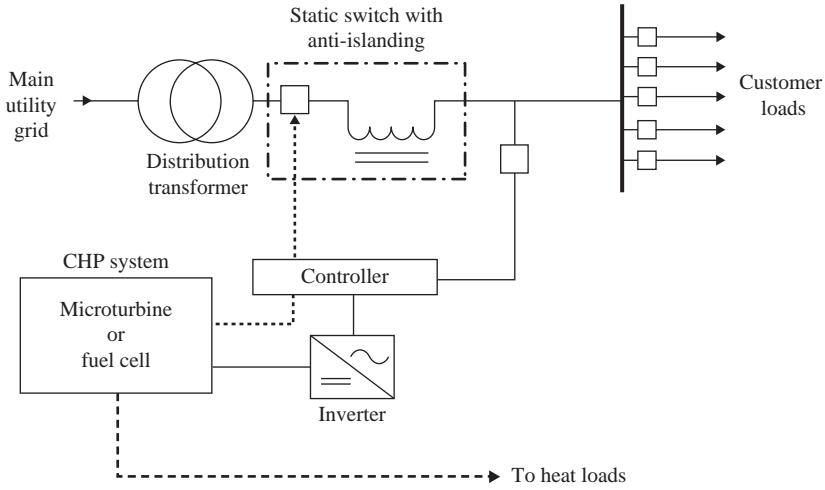 Static switch with
anti-islanding
Main
utility
grid
Distribution
transformer
Customer
loads
CHP system
Microturbine
or
fuel cell
Controller
Inverter
To heat loads